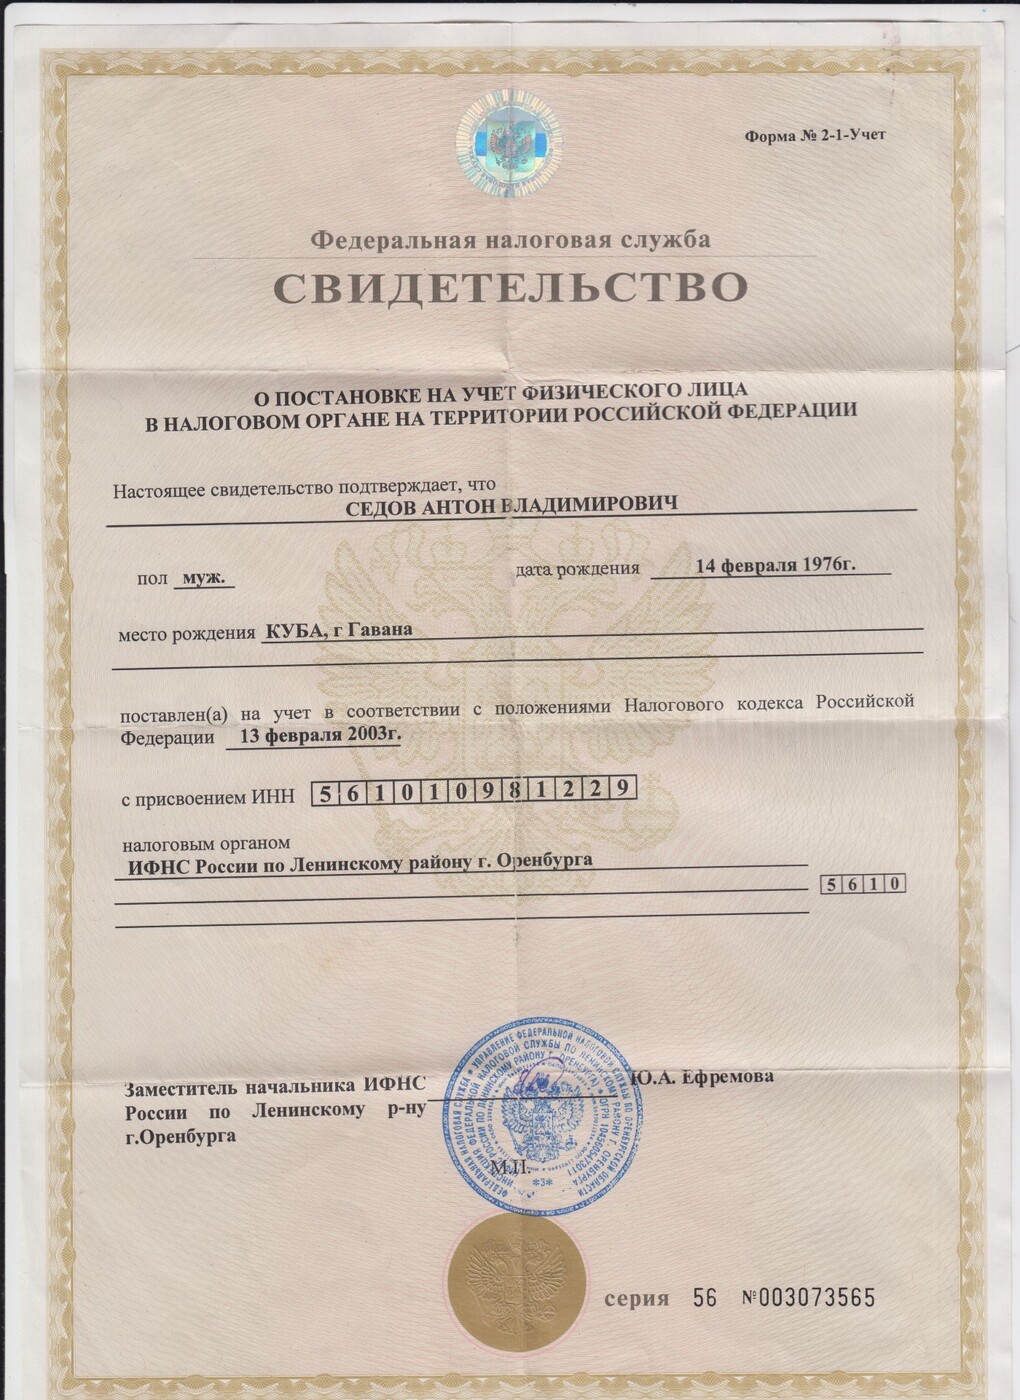 Форма № 2-1-Учет
Федеральная налоговая служба
СВИДЕТЕЛЬСТВО
О ПОСТАНОВКЕ НА УЧЕТ ФИЗИЧЕСКОГО ЛИЦА
В НАЛОГОВОМ ОРГАНЕ НА ТЕРРИТОРИИ РОССИЙСКОЙ ФЕДЕРАЦИИ
Настоящее свидетельство подтверждает, что
СЕДОВ АНТОН ВЛАДИМИРОВИЧ
пол муж. дата рождения 14 февраля 1976г.
место рождения КУБА, г Гавана
поставлен(а) на учет в соответствии с положениями Налогового кодекса Российской
Федерации 13 февраля 2003г.
с присвоением ИНН 561010981229
налоговым органом
ИФНС России по Ленинскому району г. Оренбурга
5610
Заместитель начальника ИФНС
России по Ленинскому р-ну
г.Оренбурга
Ю.А. Ефремова
М.П.
*3*
серия 56 №003073565